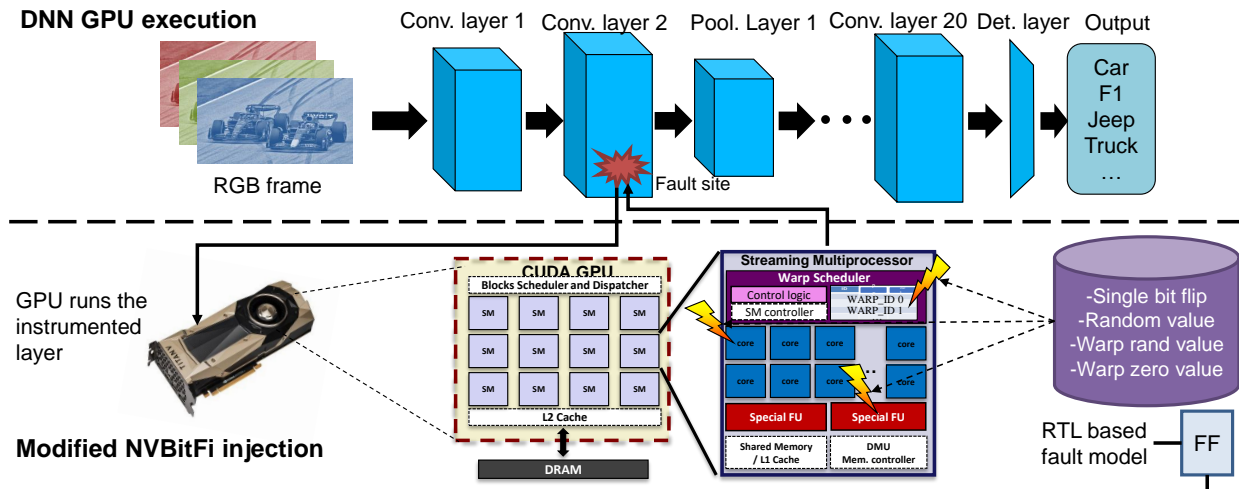 DNN GPU execution
Conv. layer 1
Conv. layer 2
Pool. Layer 1
Conv. layer 20
Det. layer
Output
Car
F1
Jeep
Truck
…
RGB frame
Fault site
GPU runs the
instrumented
layer
TITAN V
CUDA GPU
Blocks Scheduler and Dispatcher
SM SM SM SM
SM SM SM SM
SM SM SM SM
L2 Cache
DRAM
Streaming Multiprocessor
Warp Scheduler
Control logic
SM controller
WARP_ID 0
WARP_ID 1
core core core core
core core core core
Special FU
Special FU
Shared Memory
/ L1 Cache
DMU
Mem. controller
-Single bit flip
-Random value
-Warp rand value
-Warp zero value
Modified NVBitFi injection
RTL based
fault model
FF